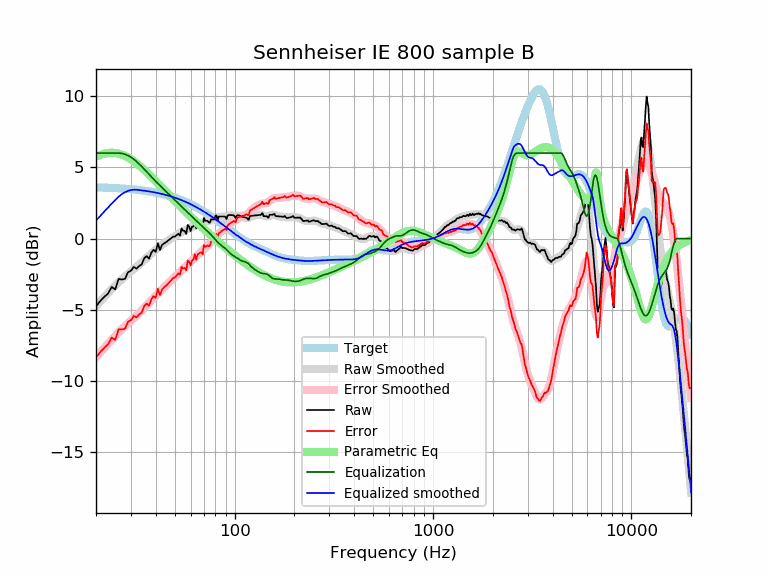 Sennheiser IE 800 sample B
10
5
0
−5
−10
−15
Amplitude (dBr)
Target
Raw Smoothed
Error Smoothed
Raw
Error
Parametric Eq
Equalization
Equalized smoothed
100
1000
10000
Frequency (Hz)